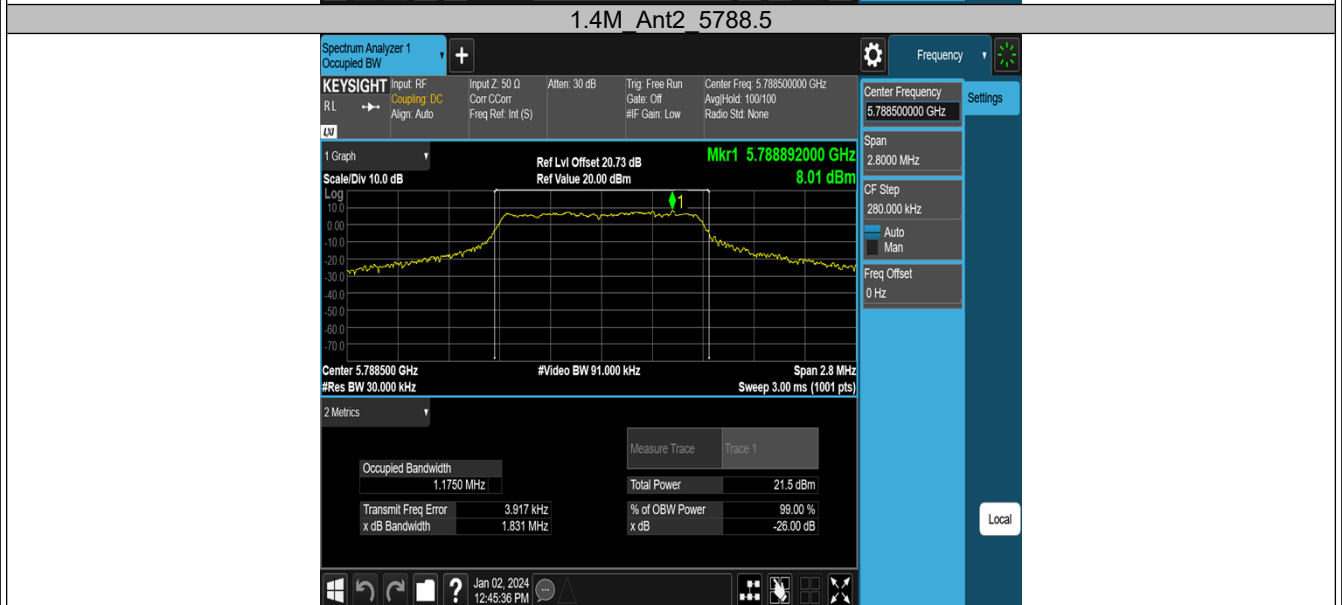 1.4M_Ant2_5788.5
Spectrum Analyzer 1
Occupied BW
+
Frequency
KEYSIGHT
RL
LXI
Input: RF
Coupling: DC
Align: Auto
Input Z: 50 Ω
Corr CCorr
Freq Ref: Int (S)
Atten: 30 dB
Trig: Free Run
Gate: Off
#IF Gain: Low
Center Freq: 5.788500000 GHz
Avg|Hold: 100/100
Radio Std: None
Center Frequency
5.788500000 GHz
Settings
Span
2.8000 MHz
CF Step
280.000 kHz
Auto
Man
Freq Offset
0 Hz
1 Graph
Scale/Div 10.0 dB
Ref Lvl Offset 20.73 dB
Ref Value 20.00 dBm
Mkr1 5.788892000 GHz
8.01 dBm
Log
10.0
0.00
-10.0
-20.0
-30.0
-40.0
-50.0
-60.0
-70.0
1
Center 5.788500 GHz
#Res BW 30.000 kHz
#Video BW 91.000 kHz
Span 2.8 MHz
Sweep 3.00 ms (1001 pts)
2 Metrics
Measure Trace Trace 1
Occupied Bandwidth
1.1750 MHz
Total Power 21.5 dBm
Transmit Freq Error 3.917 kHz
% of OBW Power 99.00 %
x dB Bandwidth 1.831 MHz
x dB -26.00 dB
Local
?
Jan 02, 2024
12:45:36 PM